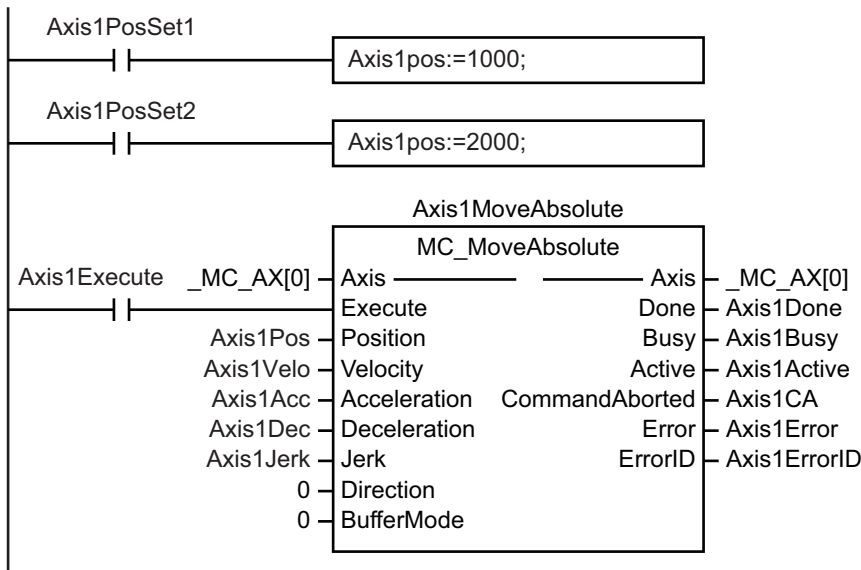 Axis1PosSet1
Axis1pos:=1000;
Axis1PosSet2
Axis1pos:=2000;
Axis1MoveAbsolute
MC_MoveAbsolute
Axis1Execute _MC_AX[0] Axis Axis _MC_AX[0]
Execute Done Axis1Done
Axis1Pos Position Busy Axis1Busy
Axis1Velo Velocity Active Axis1Active
Axis1Acc Acceleration CommandAborted Axis1CA
Axis1Dec Deceleration Error Axis1Error
Axis1Jerk Jerk ErrorID Axis1ErrorID
0 Direction
0 BufferMode